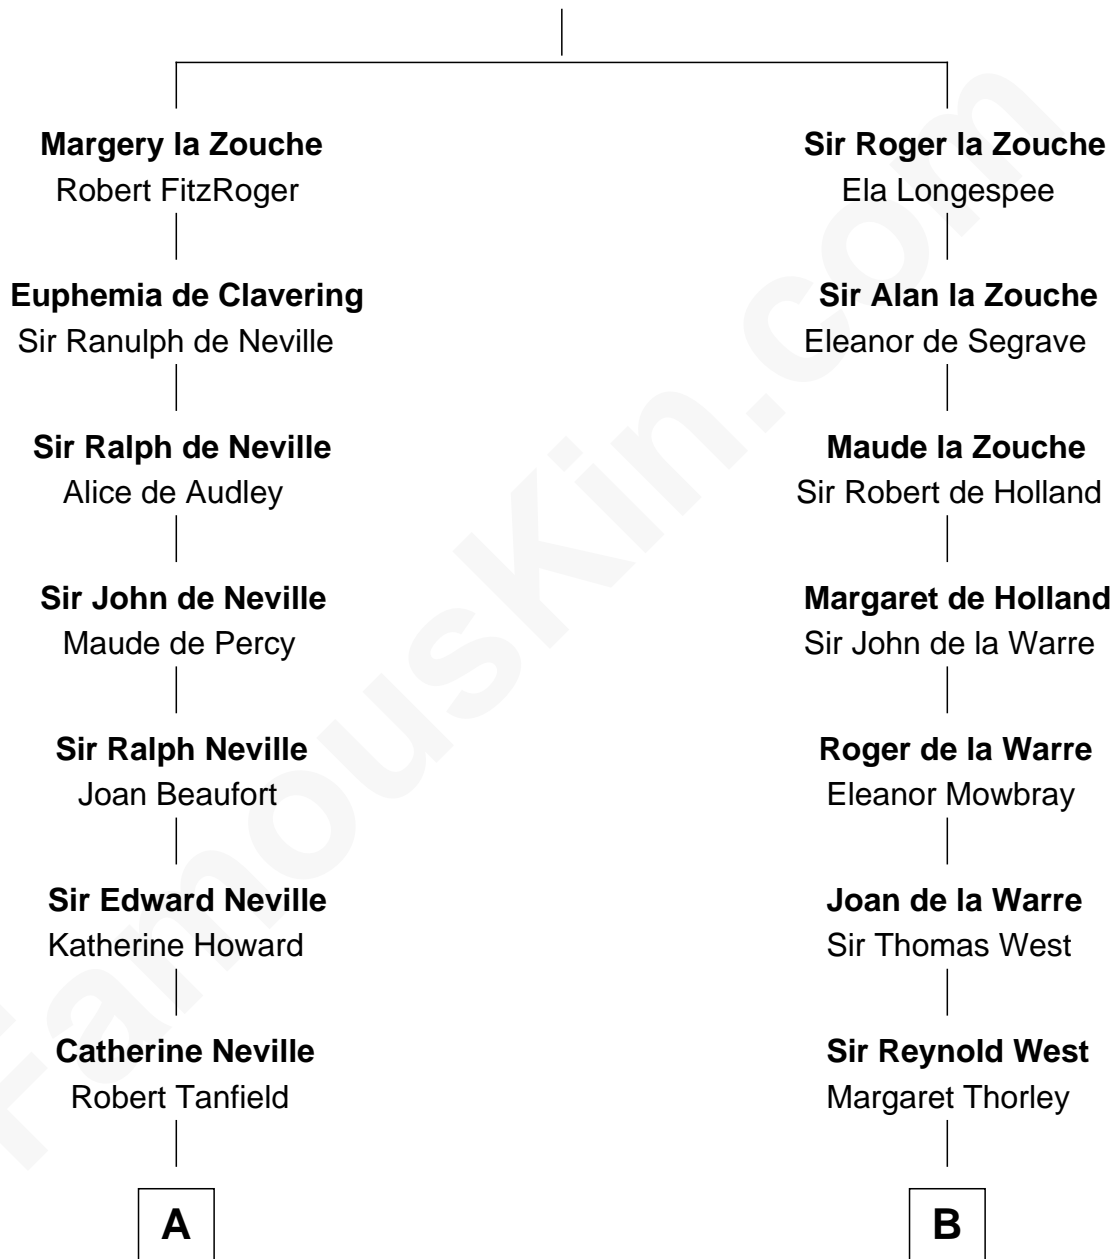 Margery la Zouche
Robert FitzRoger
Sir Roger la Zouche
Ela Longespee
Euphemia de Clavering
Sir Ranulph de Neville
Sir Alan la Zouche
Eleanor de Segrave
Sir Ralph de Neville
Alice de Audley
Maude la Zouche
Sir Robert de Holland
Sir John de Neville
Maude de Percy
Margaret de Holland
Sir John de la Warre
Sir Ralph Neville
Joan Beaufort
Roger de la Warre
Eleanor Mowbray
Sir Edward Neville
Katherine Howard
Joan de la Warre
Sir Thomas West
Catherine Neville
Robert Tanfield
Sir Reynold West
Margaret Thorley
A
B
FamousKin.com